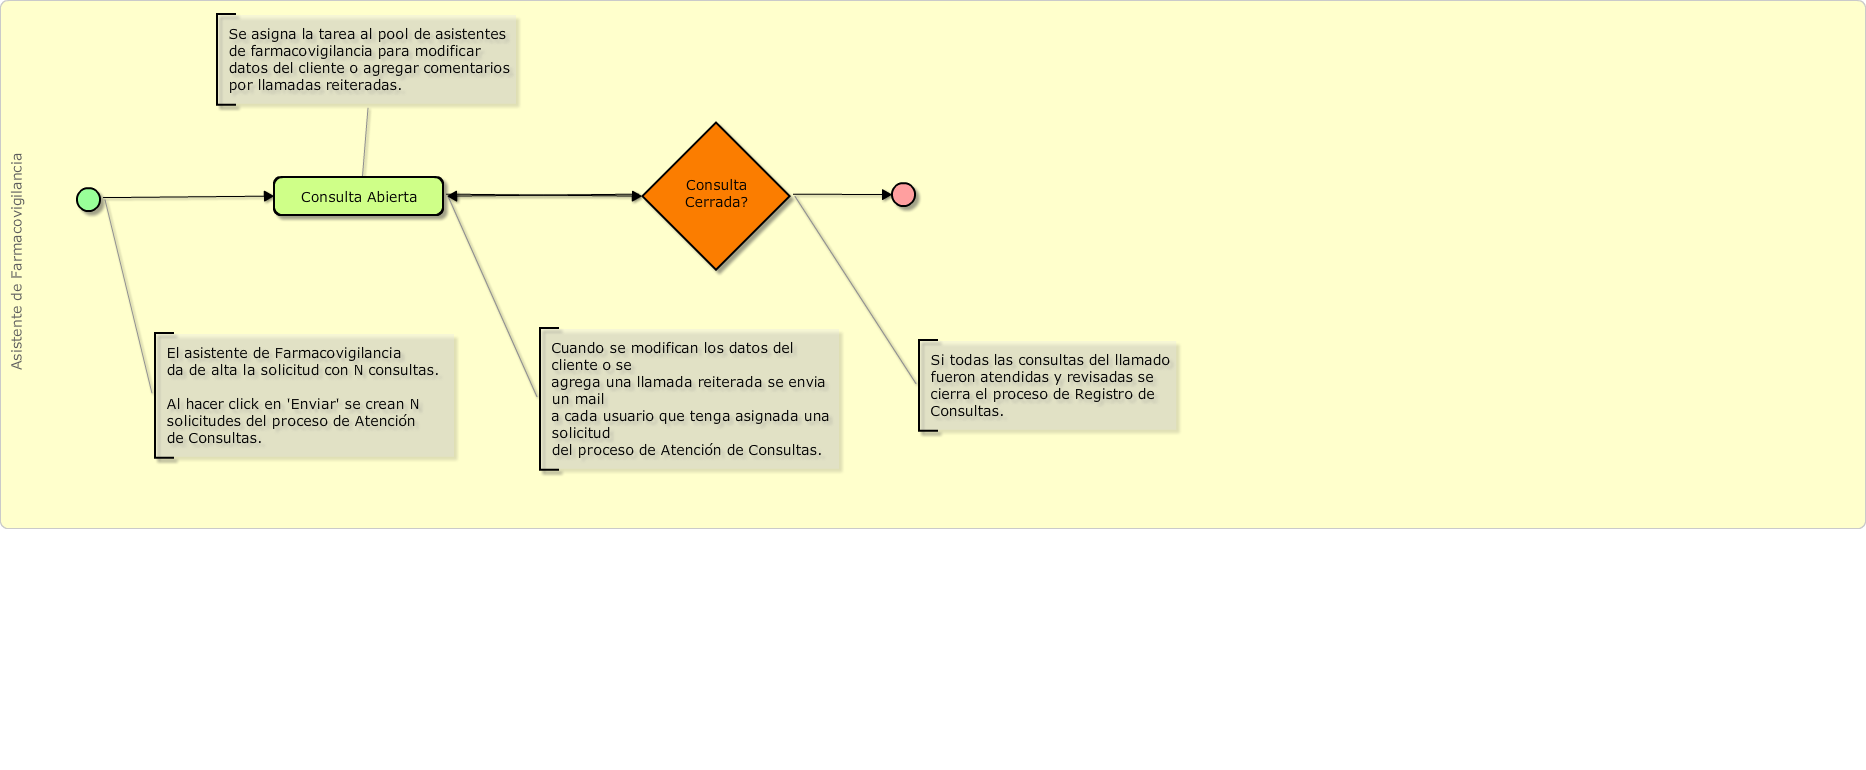 Asistente de Farmacovigilancia
Se asigna la tarea al pool de asistentes
de farmacovigilancia para modificar
datos del cliente o agregar comentarios
por llamadas reiteradas.
Consulta Abierta
Consulta
Cerrada?
El asistente de Farmacovigilancia
da de alta la solicitud con N consultas.
Al hacer click en 'Enviar' se crean N
solicitudes del proceso de Atención
de Consultas.
Cuando se modifican los datos del
cliente o se
agrega una llamada reiterada se envia
un mail
a cada usuario que tenga asignada una
solicitud
del proceso de Atención de Consultas.
Si todas las consultas del llamado
fueron atendidas y revisadas se
cierra el proceso de Registro de
Consultas.